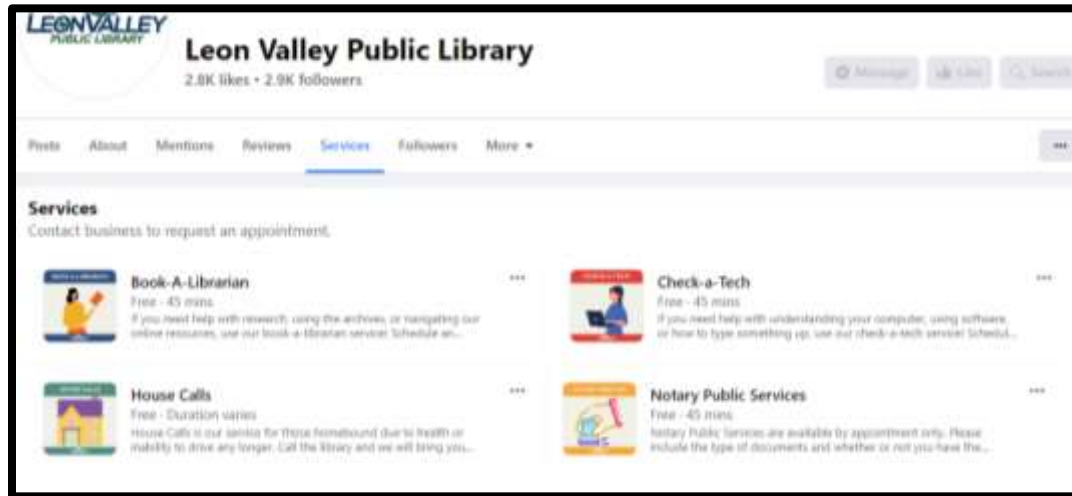 LEONVALLEY
PUBLIC LIBRARY
Leon Valley Public Library
2.8K likes • 2.9K followers
Message Like Search
Posts About Mentions Reviews Services Followers More
Services
Contact business to request an appointment.
Book-A-Librarian
Free · 45 mins
If you need help with research, using the archives, or navigating our
online resources, use our book-a-librarian service! Schedule an...
Check-a-Tech
Free · 45 mins
If you need help with understanding your computer, using software,
or how to type something up, use our check-a-tech service! Schedul...
House Calls
Free · Duration varies
House Calls is our service for those homebound due to health or
inability to drive any longer. Call the library and we will bring you...
Notary Public Services
Free · 45 mins
Notary Public Services are available by appointment only. Please
include the type of documents and whether or not you have the...